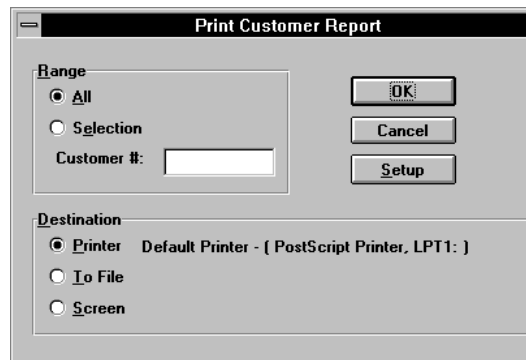 Print Customer Report
Range
All
Selection
Customer #:
OK
Cancel
Setup
Destination
Printer Default Printer - ( PostScript Printer, LPT1: )
To File
Screen